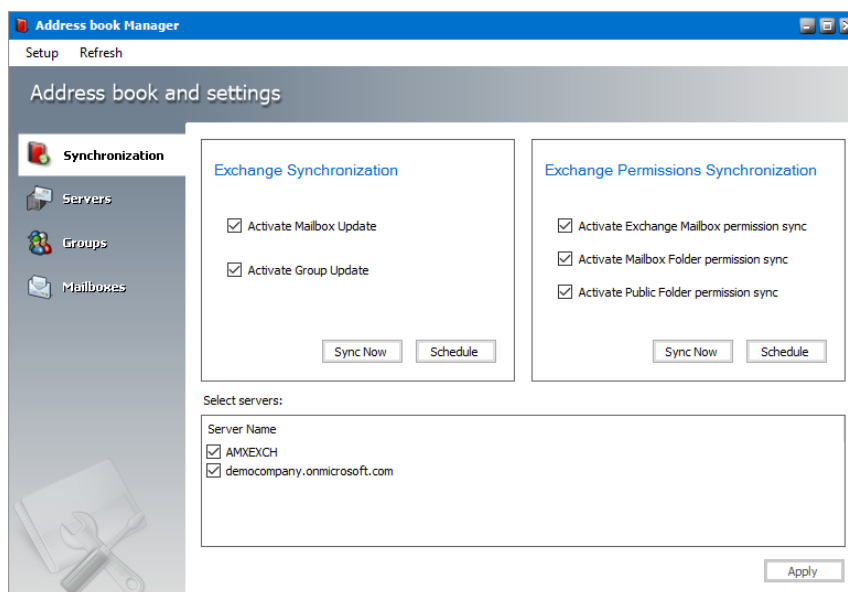 Address book Manager
Setup Refresh
Address book and settings
Synchronization
Servers
Groups
Mailboxes
Exchange Synchronization
Activate Mailbox Update
Activate Group Update
Sync Now Schedule
Exchange Permissions Synchronization
Activate Exchange Mailbox permission sync
Activate Mailbox Folder permission sync
Activate Public Folder permission sync
Sync Now Schedule
Select servers:
Server Name
AMXEXCH
democompany.onmicrosoft.com
Apply